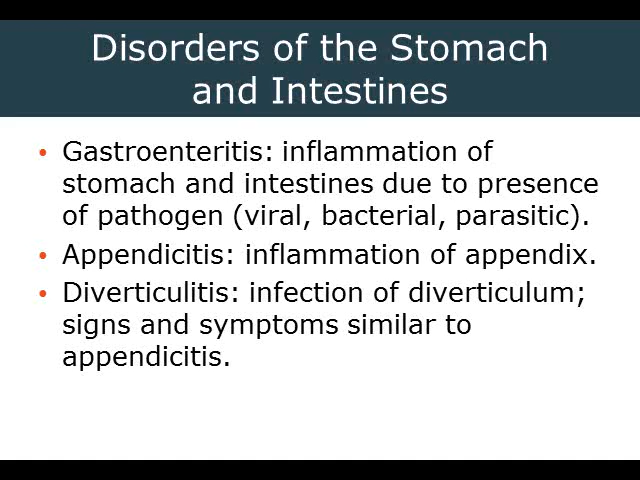 Disorders of the Stomach
and Intestines
• Gastroenteritis: inflammation of
stomach and intestines due to presence
of pathogen (viral, bacterial, parasitic).
• Appendicitis: inflammation of appendix.
• Diverticulitis: infection of diverticulum;
signs and symptoms similar to
appendicitis.